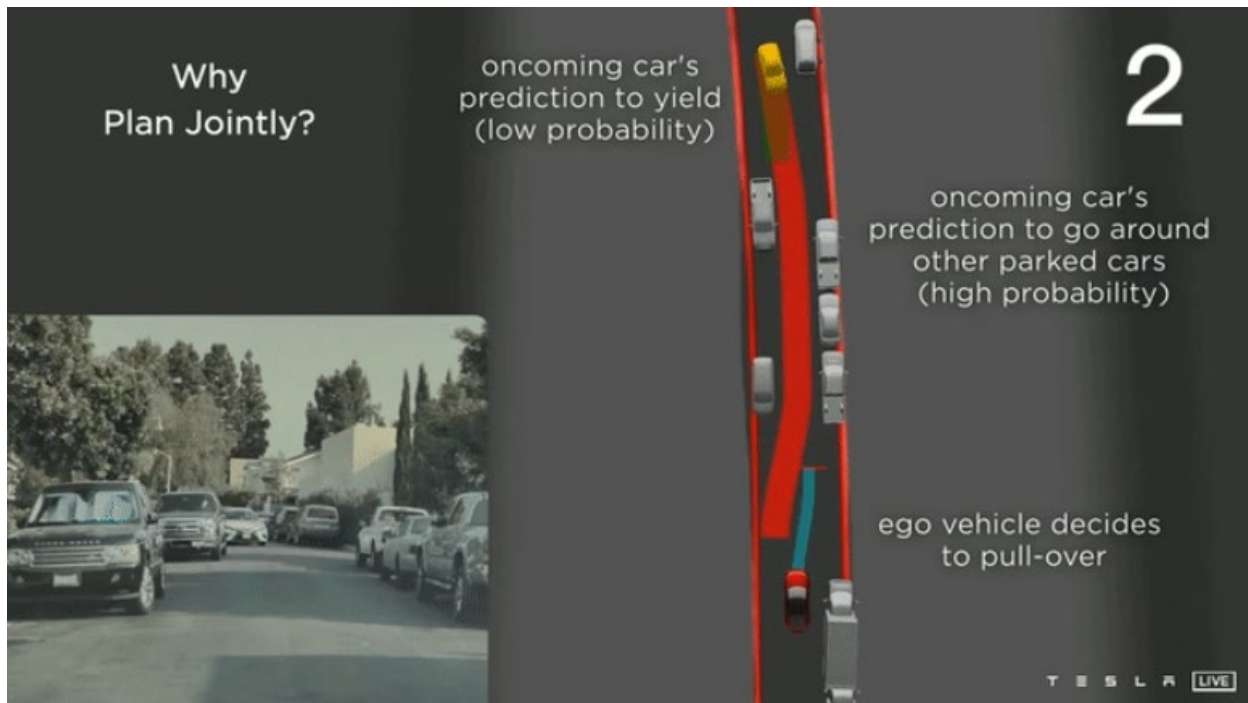 Why
Plan Jointly?
oncoming car's
prediction to yield
(low probability)
2
oncoming car's
prediction to go around
other parked cars
(high probability)
ego vehicle decides
to pull-over
TESLA LIVE